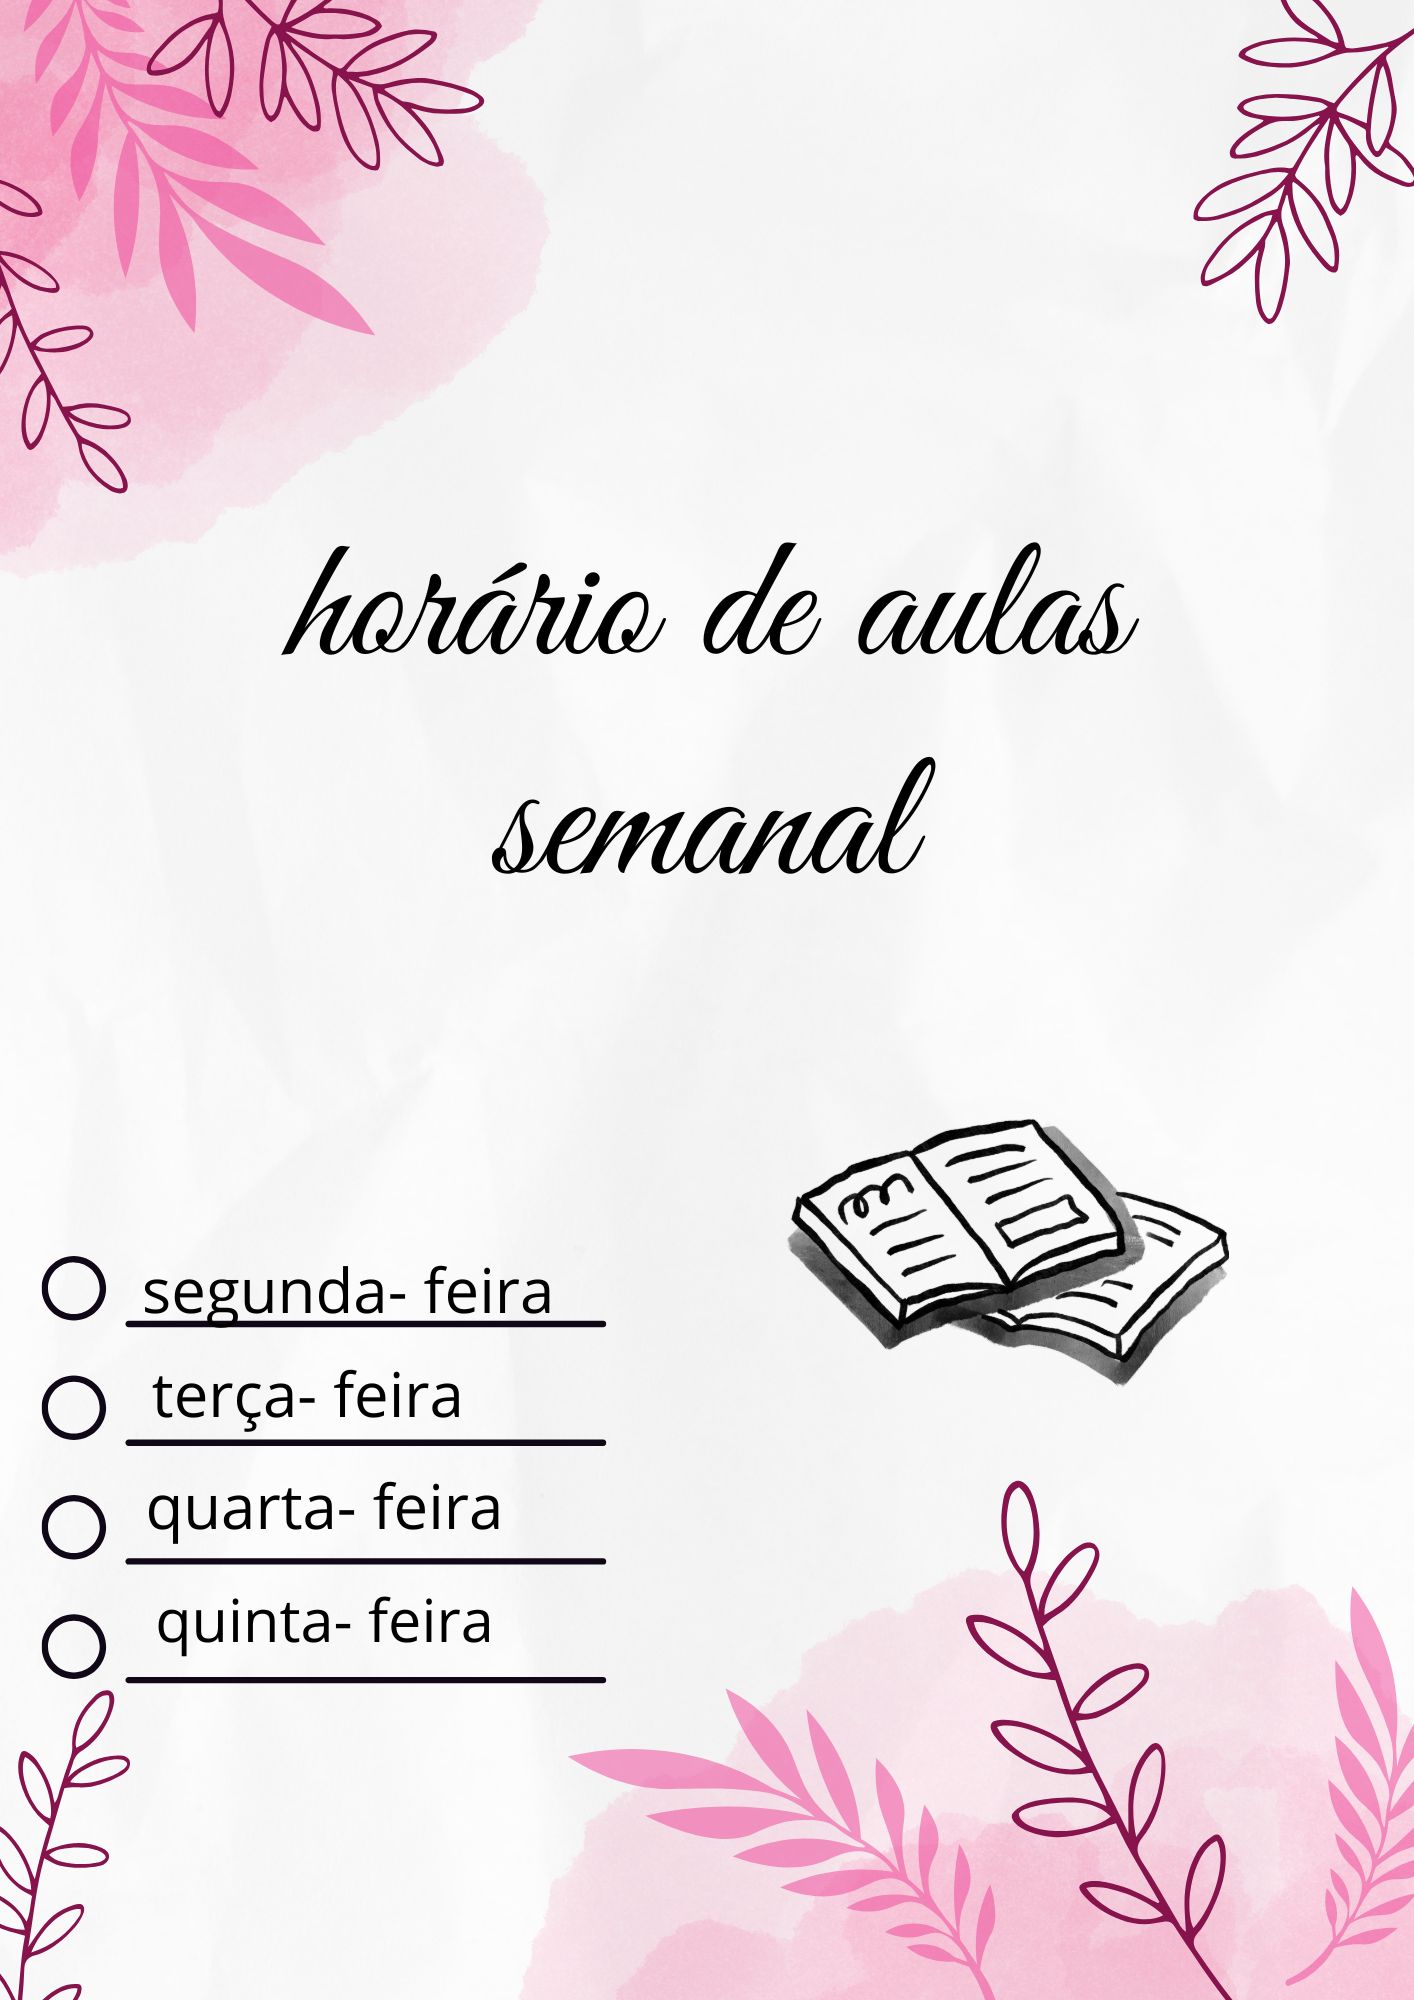 horário de aulas
semanal
segunda- feira
terça- feira
quarta- feira
quinta- feira